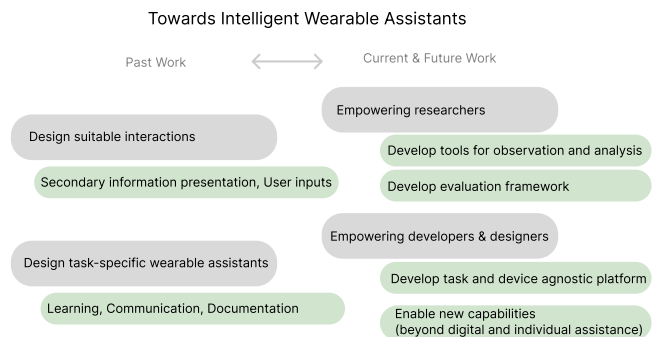 Towards Intelligent Wearable Assistants
Past Work
Current & Future Work
Design suitable interactions
Secondary information presentation, User inputs
Design task-specific wearable assistants
Learning, Communication, Documentation
Empowering researchers
Develop tools for observation and analysis
Develop evaluation framework
Empowering developers & designers
Develop task and device agnostic platform
Enable new capabilities
(beyond digital and individual assistance)